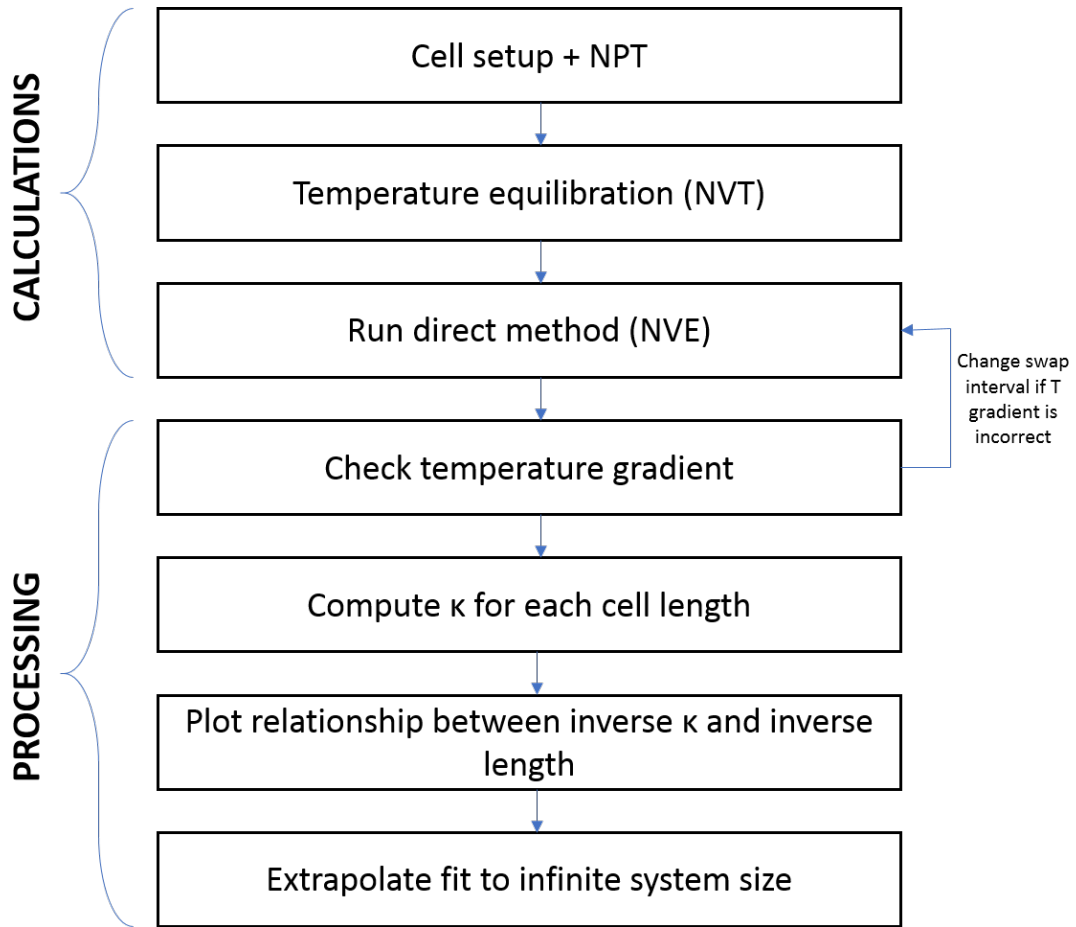 CALCULATIONS
Cell setup + NPT
Temperature equilibration (NVT)
Run direct method (NVE)
Change swap
interval if T
gradient is
incorrect
PROCESSING
Check temperature gradient
Compute κ for each cell length
Plot relationship between inverse κ and inverse
length
Extrapolate fit to infinite system size